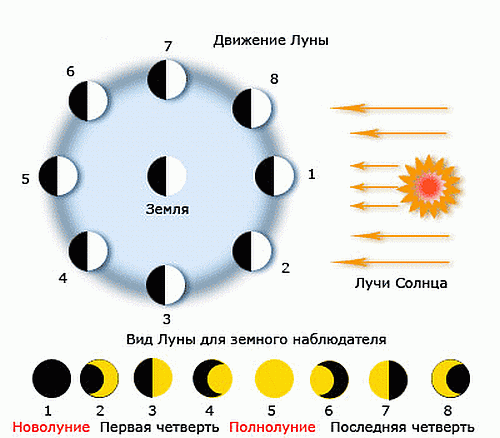 Движение Луны
7
6
8
5
1
Земля
4
2
3
Лучи Солнца
Вид Луны для земного наблюдателя
1 2 3 4 5 6 7 8
Новолуние Первая четверть Полнолуние Последняя четверть